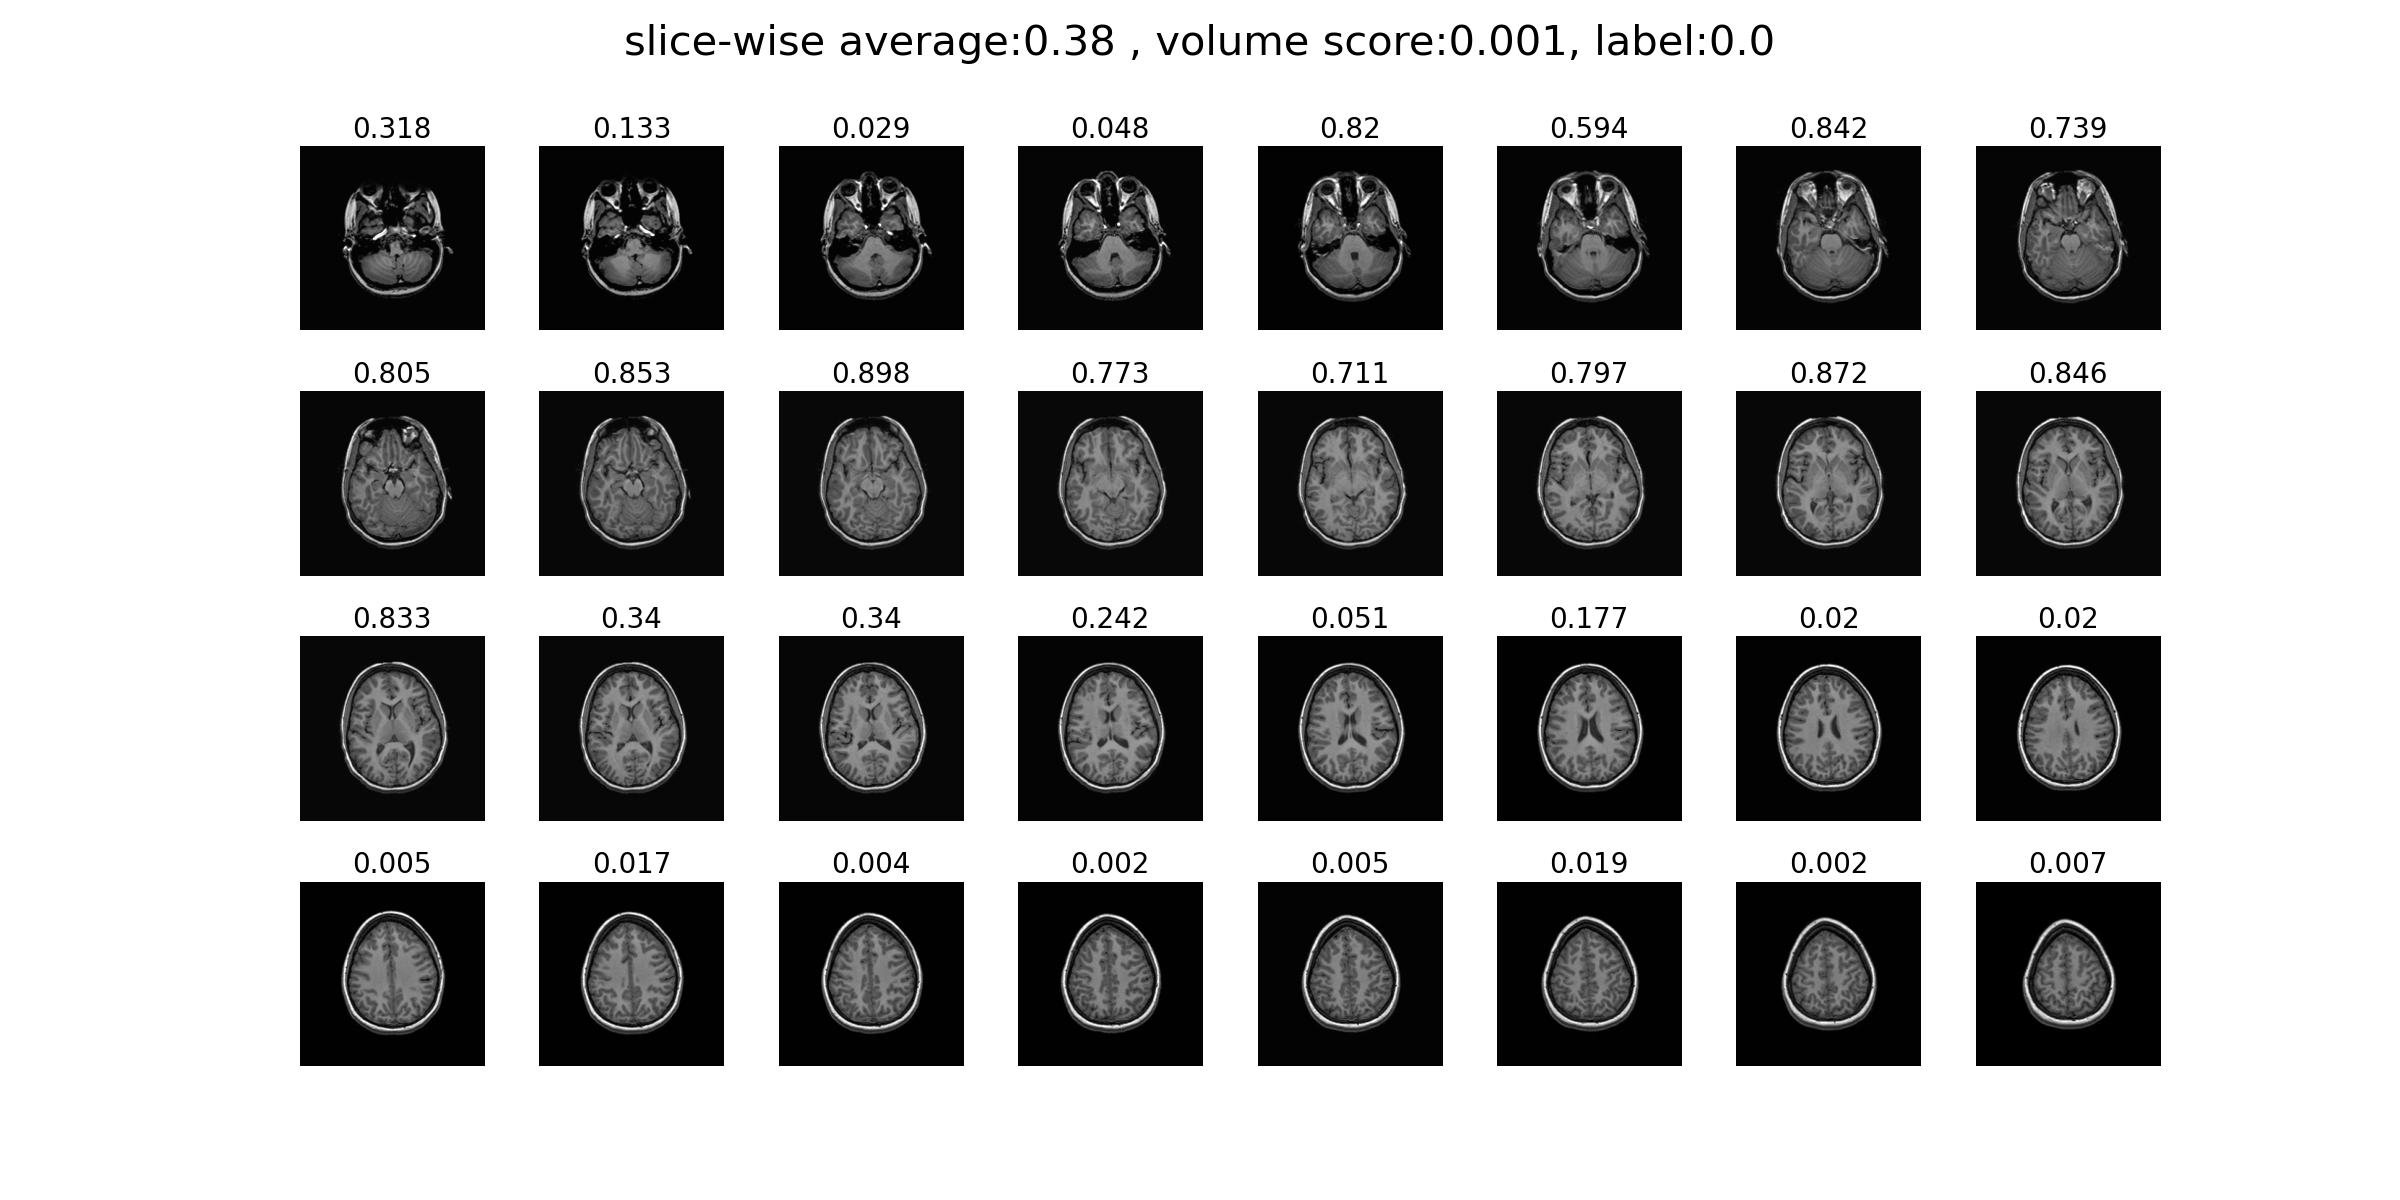 slice-wise average:0.38 , volume score:0.001, label:0.0
0.318 0.133 0.029 0.048 0.82 0.594 0.842 0.739
0.805 0.853 0.898 0.773 0.711 0.797 0.872 0.846
0.833 0.34 0.34 0.242 0.051 0.177 0.02 0.02
0.005 0.017 0.004 0.002 0.005 0.019 0.002 0.007